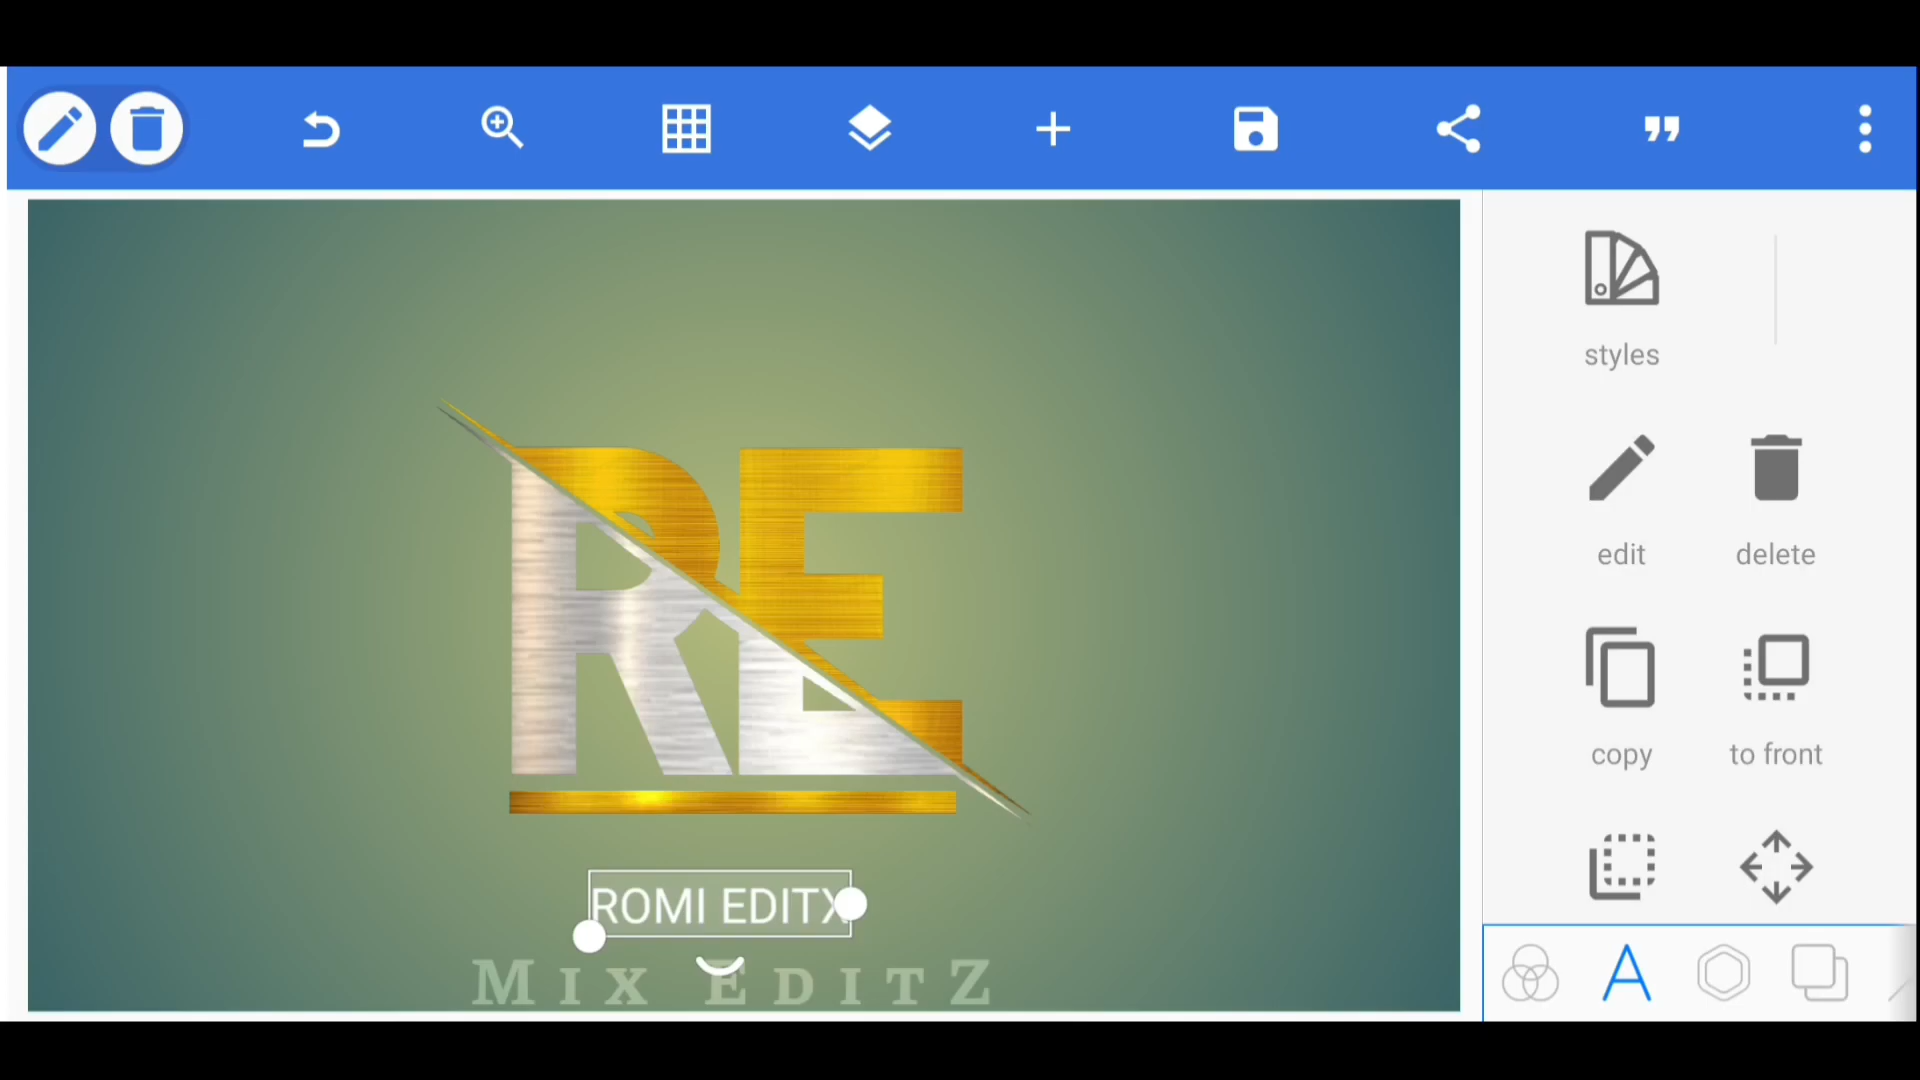 styles
RE
edit
delete
copy
to front
ROMI EDITX
Mix EditZ